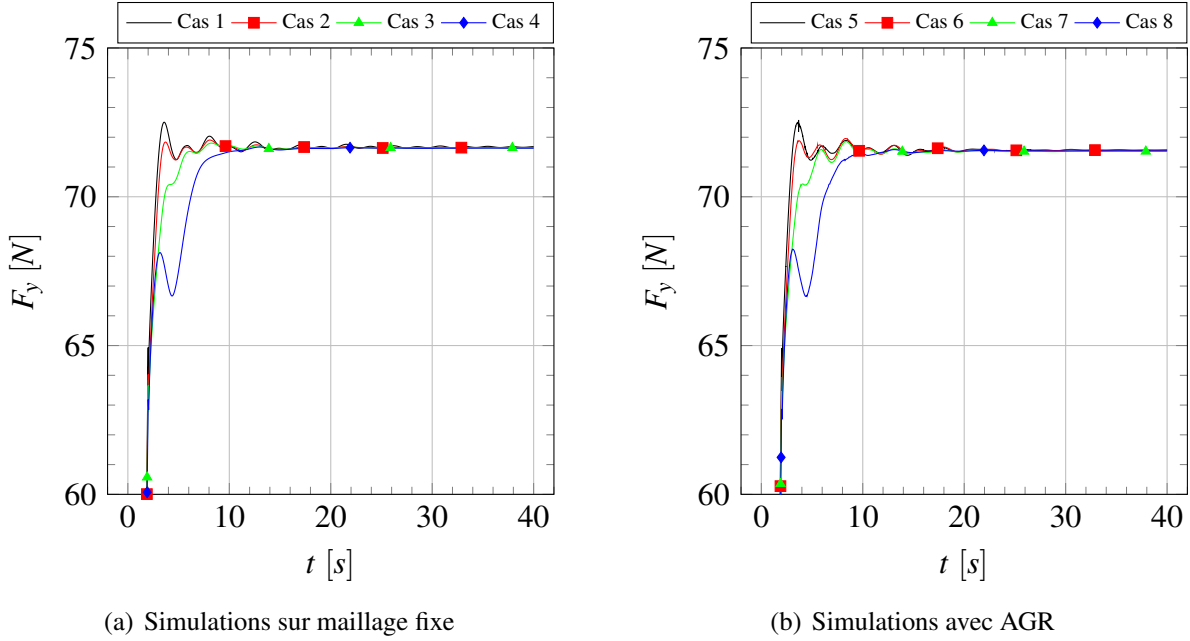 Cas 1 Cas 2 Cas 3 Cas 4
75
70
65
60
0 10 20 30 40
F_y [N]
t [s]
(a) Simulations sur maillage fixe
Cas 5 Cas 6 Cas 7 Cas 8
75
70
65
60
0 10 20 30 40
F_y [N]
t [s]
(b) Simulations avec AGR